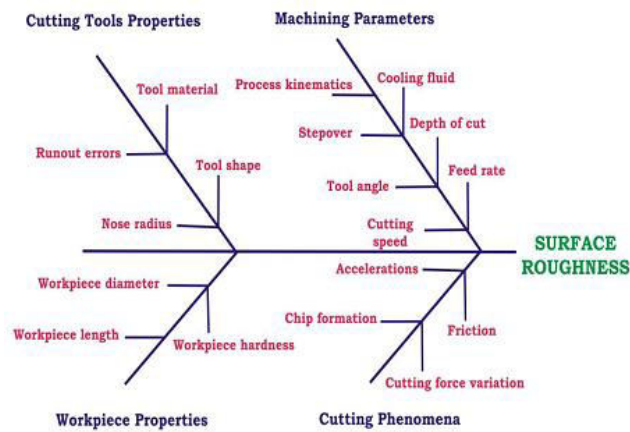 Cutting Tools Properties
Machining Parameters
Process kinematics
Cooling fluid
Tool material
Stepover
Depth of cut
Runout errors
Tool shape
Tool angle
Feed rate
Nose radius
Cutting
speed
SURFACE
ROUGHNESS
Accelerations
Workpiece diameter
Chip formation
Friction
Workpiece length
Workpiece hardness
Cutting force variation
Workpiece Properties
Cutting Phenomena